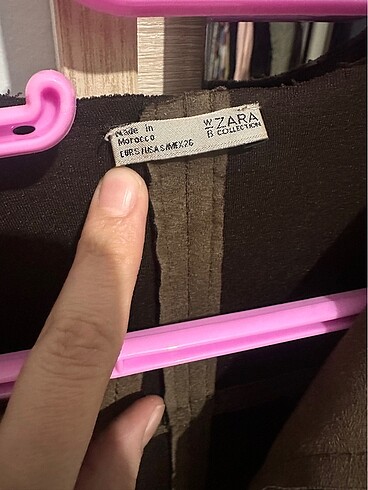 Made in
Morocco
EUR S / USA S / MEX 26
W
B
ZARA
COLLECTION